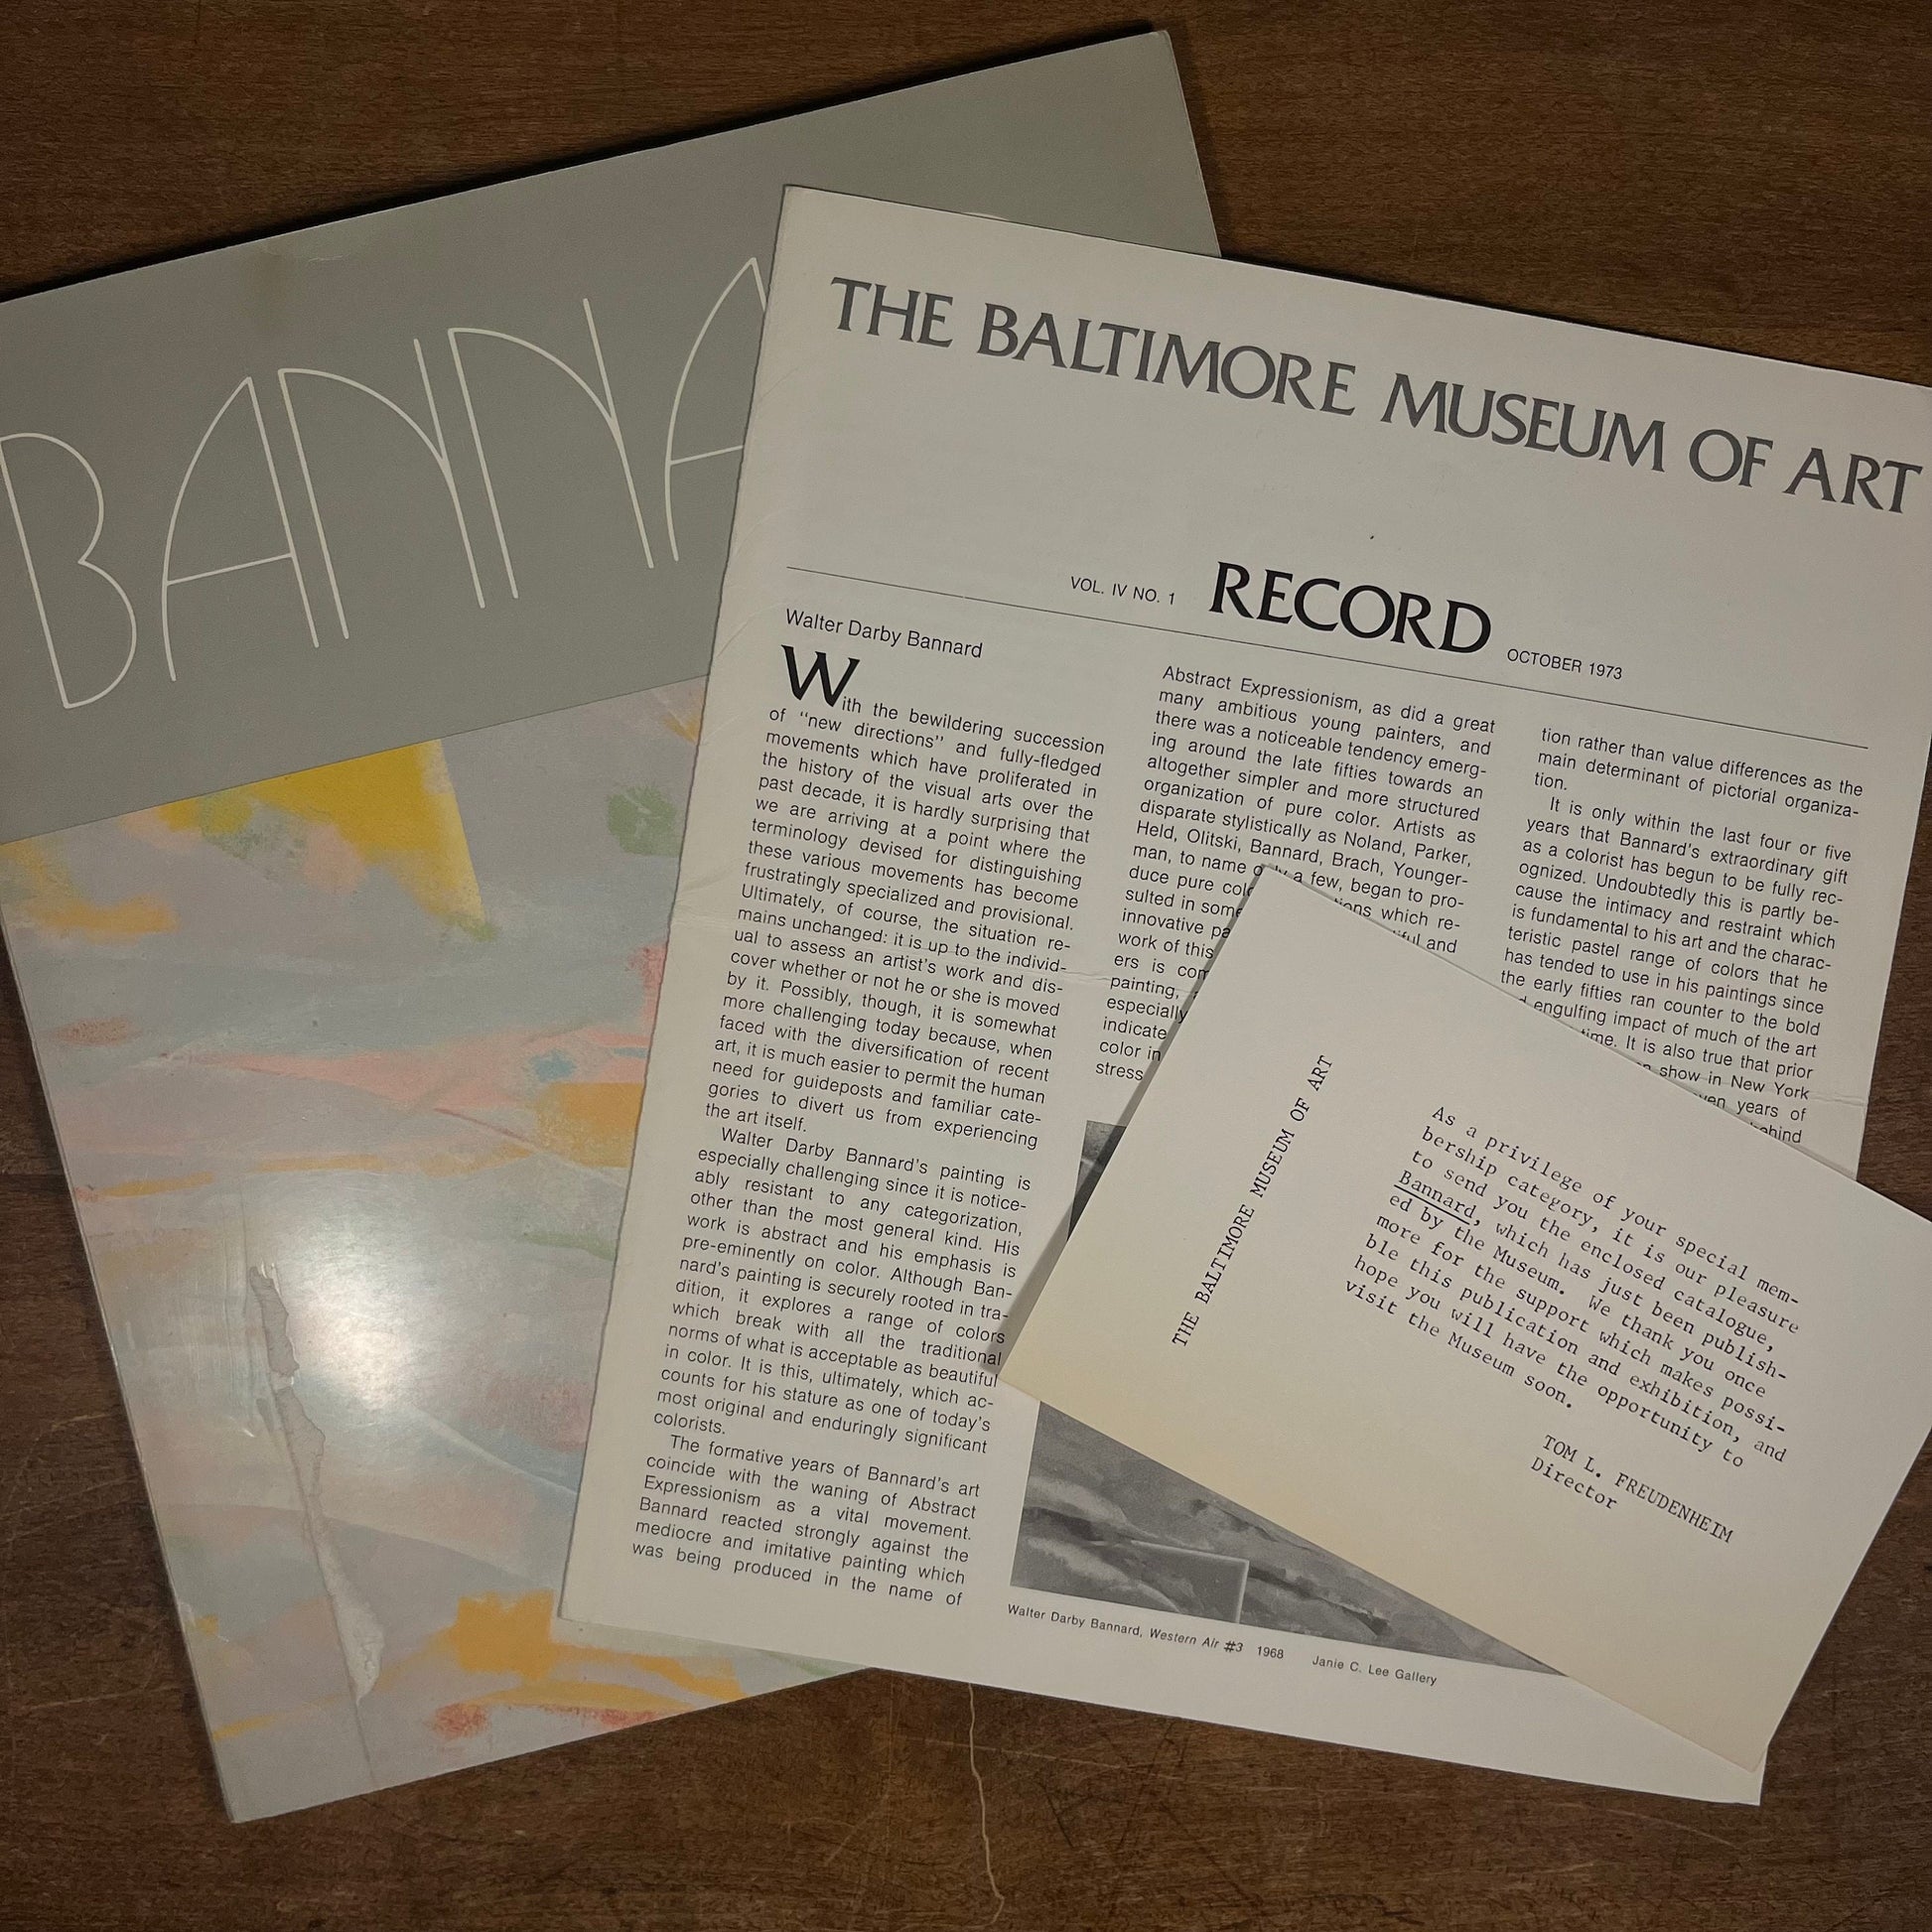 BANNA
THE BALTIMORE MUSEUM OF ART
VOL. IV NO. 1 RECORD OCTOBER 1973
Walter Darby Bannard
With the bewildering succession
of "new directions" and fully-fledged
movements which have proliferated in
the history of the visual arts over the
past decade, it is hardly surprising that
we are arriving at a point where the
terminology devised for distinguishing
these various movements has become
frustratingly specialized and provisional.
Ultimately, of course, the situation re-
mains unchanged: it is up to the individ-
ual to assess an artist's work and dis-
cover whether or not he or she is moved
by it. Possibly, though, it is somewhat
more challenging today because, when
faced with the diversification of recent
art, it is much easier to permit the human
need for guideposts and familiar cate-
gories to divert us from experiencing
the art itself.
Walter Darby Bannard's painting is
especially challenging since it is notice-
ably resistant to any categorization,
other than the most general kind. His
work is abstract and his emphasis is
pre-eminently on color. Although Ban-
nard's painting is securely rooted in tra-
dition, it explores a range of colors
which break with all the traditional
norms of what is acceptable as beautiful
in color. It is this, ultimately, which ac-
counts for his stature as one of today's
most original and enduringly significant
colorists.
The formative years of Bannard's art
coincide with the waning of Abstract
Expressionism as a vital movement.
Bannard reacted strongly against the
mediocre and imitative painting which
was being produced in the name of
Abstract Expressionism, as did a great
many ambitious young painters, and
there was a noticeable tendency emerg-
ing around the late fifties towards an
altogether simpler and more structured
organization of pure color. Artists as
disparate stylistically as Noland, Parker,
Held, Olitski, Bannard, Brach, Younger-
man, to name only a few, began to pro-
duce pure which re-
sulted in and
innovative
work of this
ers is
painting,
especially
indicate
color in
stress
tion rather than value differences as the
main determinant of pictorial organiza-
tion.
It is only within the last four or five
years that Bannard's extraordinary gift
as a colorist has begun to be fully rec-
ognized. Undoubtedly this is partly be-
cause the intimacy and restraint which
is fundamental to his art and the charac-
teristic pastel range of colors that he
has tended to use in his paintings since
the early fifties ran counter to the bold
engulfing impact of much of the art
time. It is also true that prior
show in New York
years of
behind
Walter Darby Bannard, Western Air #3 1968 Janie C. Lee Gallery
THE BALTIMORE MUSEUM OF ART
As a privilege of your special mem-
bership category, it is our pleasure
to send you the enclosed catalogue,
Bannard, which has just been publish-
ed by the Museum. We thank you once
more for the support which makes possi-
ble this publication and exhibition, and
hope you will have the opportunity to
visit the Museum soon.
TOM L. FREUDENHEIM
Director